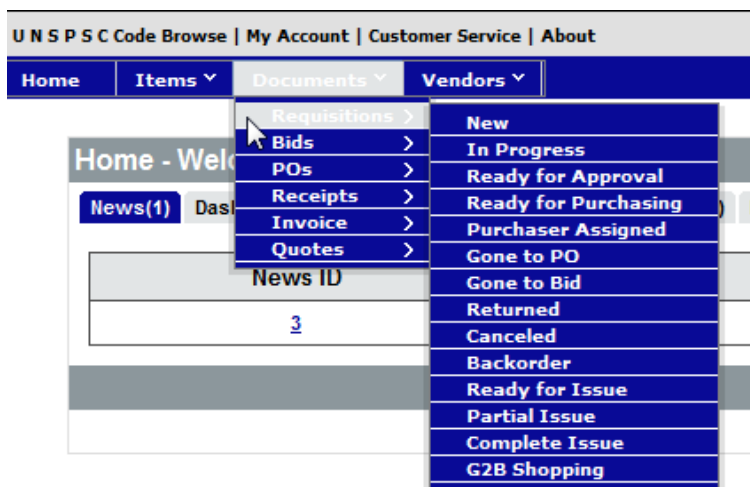 U N S P S C Code Browse | My Account | Customer Service | About
Home Items Documents Vendors
Requisitions
Bids
POs
Receipts
Invoice
Quotes
New
In Progress
Ready for Approval
Ready for Purchasing
Purchaser Assigned
Gone to PO
Gone to Bid
Returned
Canceled
Backorder
Ready for Issue
Partial Issue
Complete Issue
G2B Shopping
Home - Welc
News(1) Dash
News ID
3